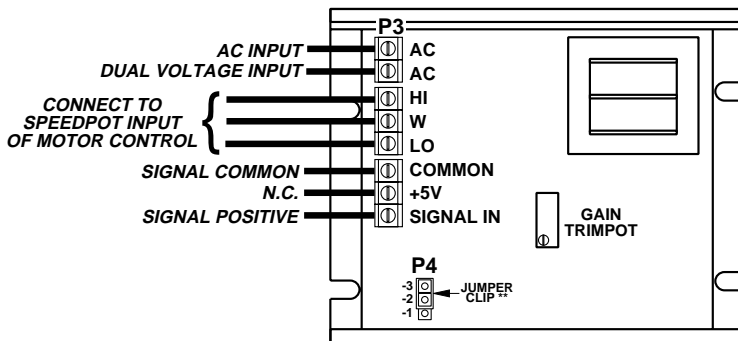 P3
AC INPUT
AC
DUAL VOLTAGE INPUT
AC
CONNECT TO
SPEEDPOT INPUT
OF MOTOR CONTROL
HI
W
LO
SIGNAL COMMON
COMMON
N.C.
+5V
SIGNAL POSITIVE
SIGNAL IN
GAIN
TRIMPOT
P4
-3
-2
-1
JUMPER
CLIP **